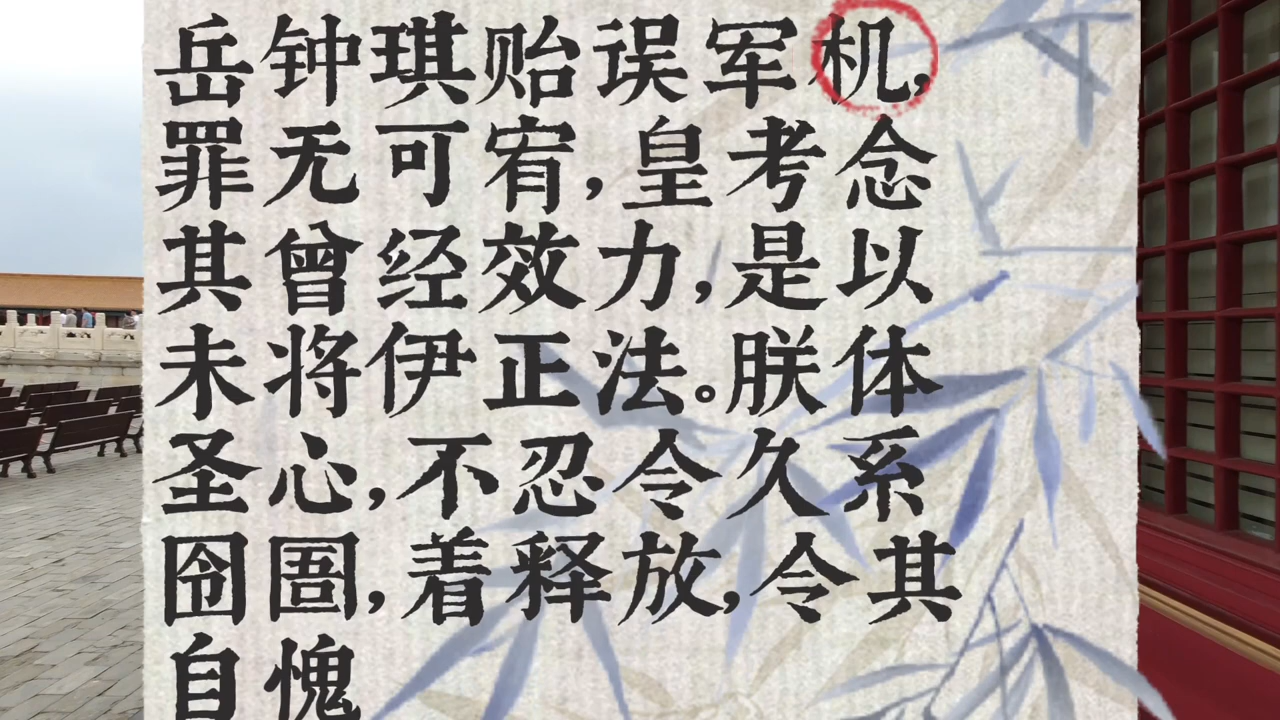 岳钟琪贻误军机，
罪无可宥，皇考念
其曾经效力，是以
未将伊正法。朕体
圣心，不忍令久系
囹圄，着释放，令其
自愧